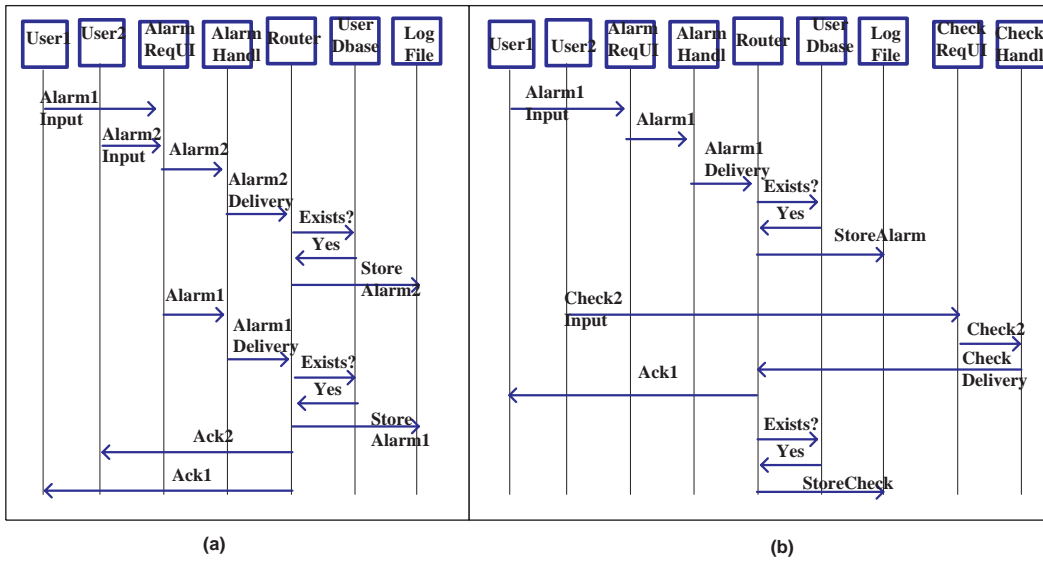 User1
User2
Alarm
ReqUI
Alarm
Handl
Router
User
Dbase
Log
File
Alarm1
Input
Alarm2
Input
Alarm2
Alarm2
Delivery
Exists?
Yes
Store
Alarm2
Alarm1
Alarm1
Delivery
Exists?
Yes
Store
Alarm1
Ack2
Ack1
(a)
User1
User2
Alarm
ReqUI
Alarm
Handl
Router
User
Dbase
Log
File
Check
ReqUI
Check
Handl
Alarm1
Input
Alarm1
Alarm1
Delivery
Exists?
Yes
StoreAlarm
Check2
Input
Check2
Check
Delivery
Ack1
Exists?
Yes
StoreCheck
(b)